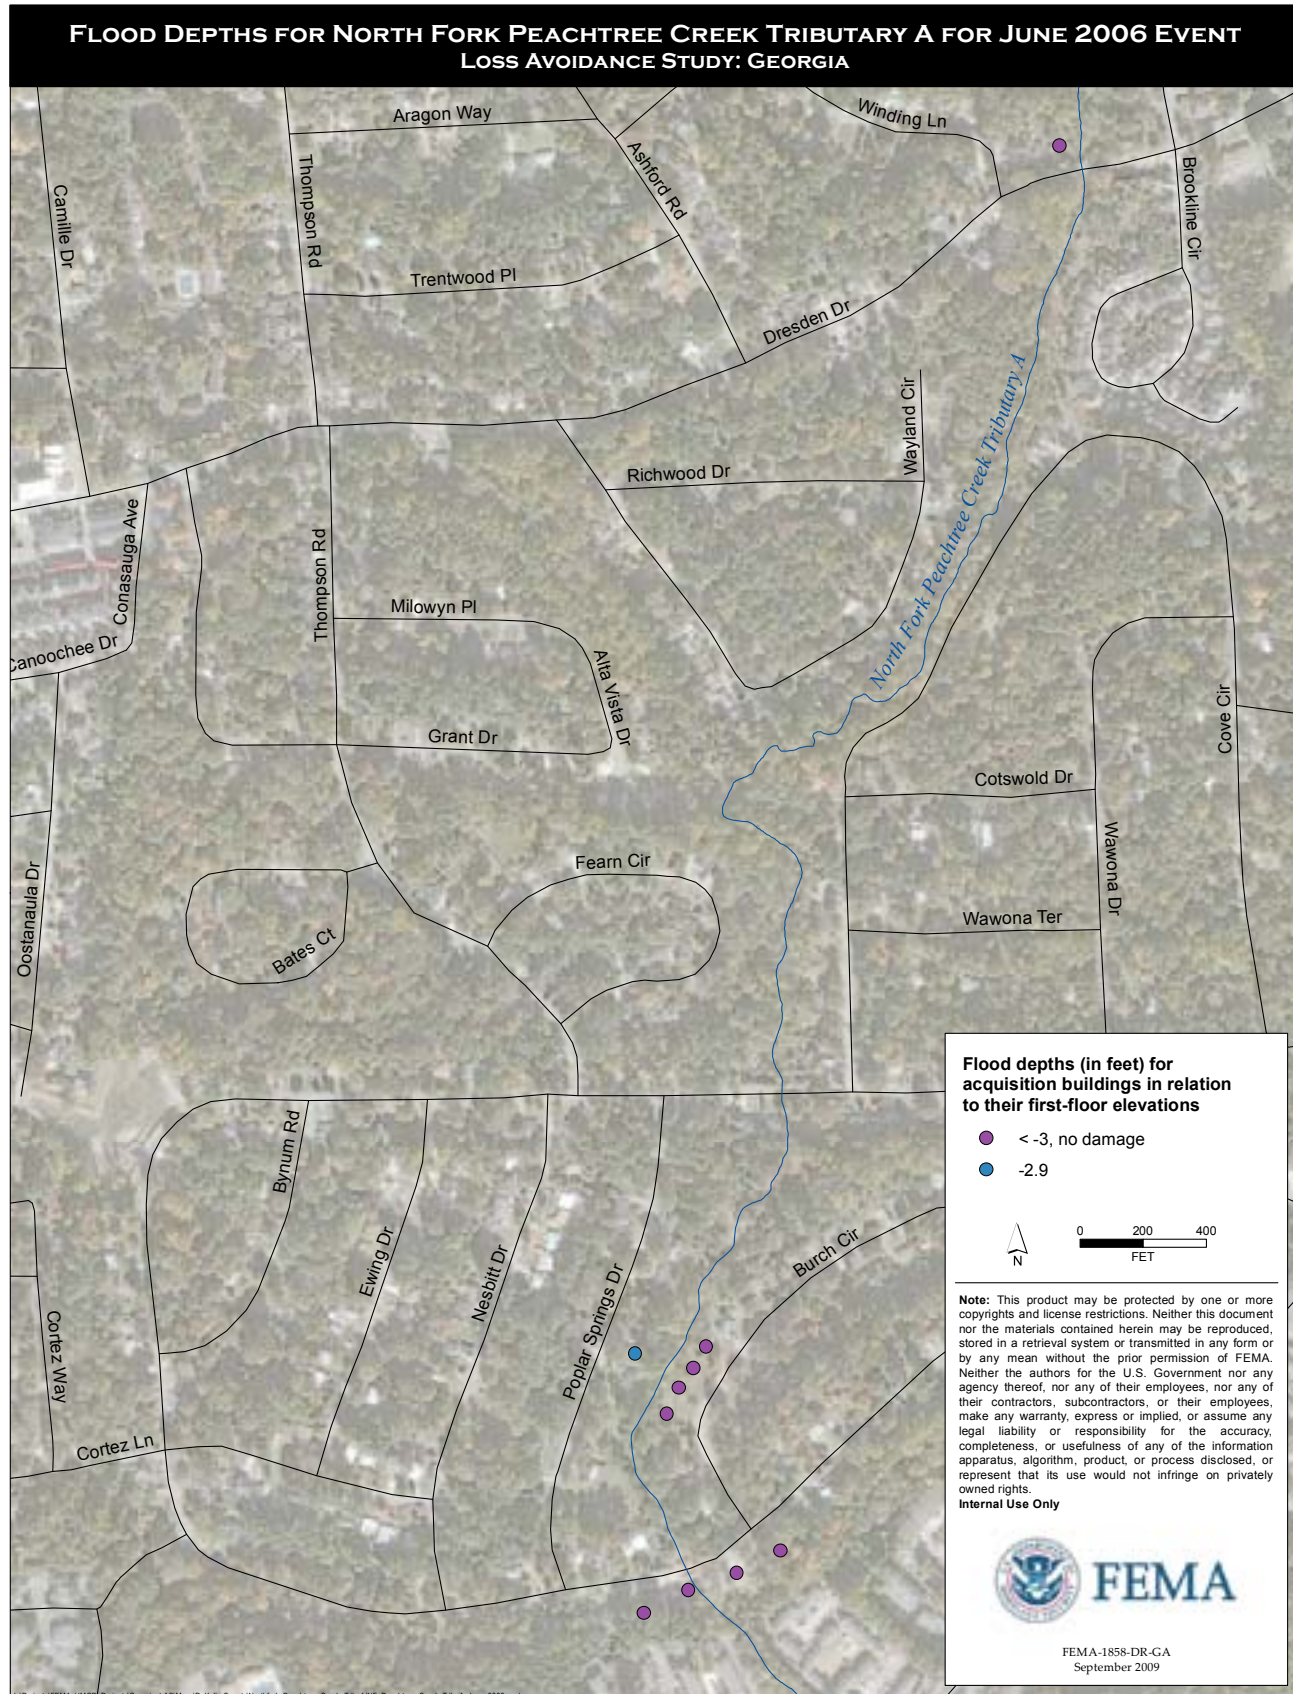 FLOOD DEPTHS FOR NORTH FORK PEACHTREE CREEK TRIBUTARY A FOR JUNE 2006 EVENT
LOSS AVOIDANCE STUDY: GEORGIA
Aragon Way
Winding Ln
Ashford Rd
Thompson Rd
Camille Dr
Brookline Cir
Trentwood Pl
Dresden Dr
North Fork Peachtree Creek Tributary A
Wayland Cir
Richwood Dr
Conasauga Ave
Thompson Rd
Milowyn Pl
Canoochee Dr
Alta Vista Dr
Grant Dr
Cove Cir
Cotswold Dr
Wawona Dr
Fearn Cir
Oostanaula Dr
Bates Ct
Wawona Ter
Bynum Rd
Ewing Dr
Nesbitt Dr
Poplar Springs Dr
Burch Cir
Cortez Way
Cortez Ln
Flood depths (in feet) for
acquisition buildings in relation
to their first-floor elevations
< -3, no damage
-2.9
N
0 200 400
FET
Note: This product may be protected by one or more
copyrights and license restrictions. Neither this document
nor the materials contained herein may be reproduced,
stored in a retrieval system or transmitted in any form or
by any mean without the prior permission of FEMA.
Neither the authors for the U.S. Government nor any
agency thereof, nor any of their employees, nor any of
their contractors, subcontractors, or their employees,
make any warranty, express or implied, or assume any
legal liability or responsibility for the accuracy,
completeness, or usefulness of any of the information
apparatus, algorithm, product, or process disclosed, or
represent that its use would not infringe on privately
owned rights.
Internal Use Only
FEMA
FEMA-1858-DR-GA
September 2009